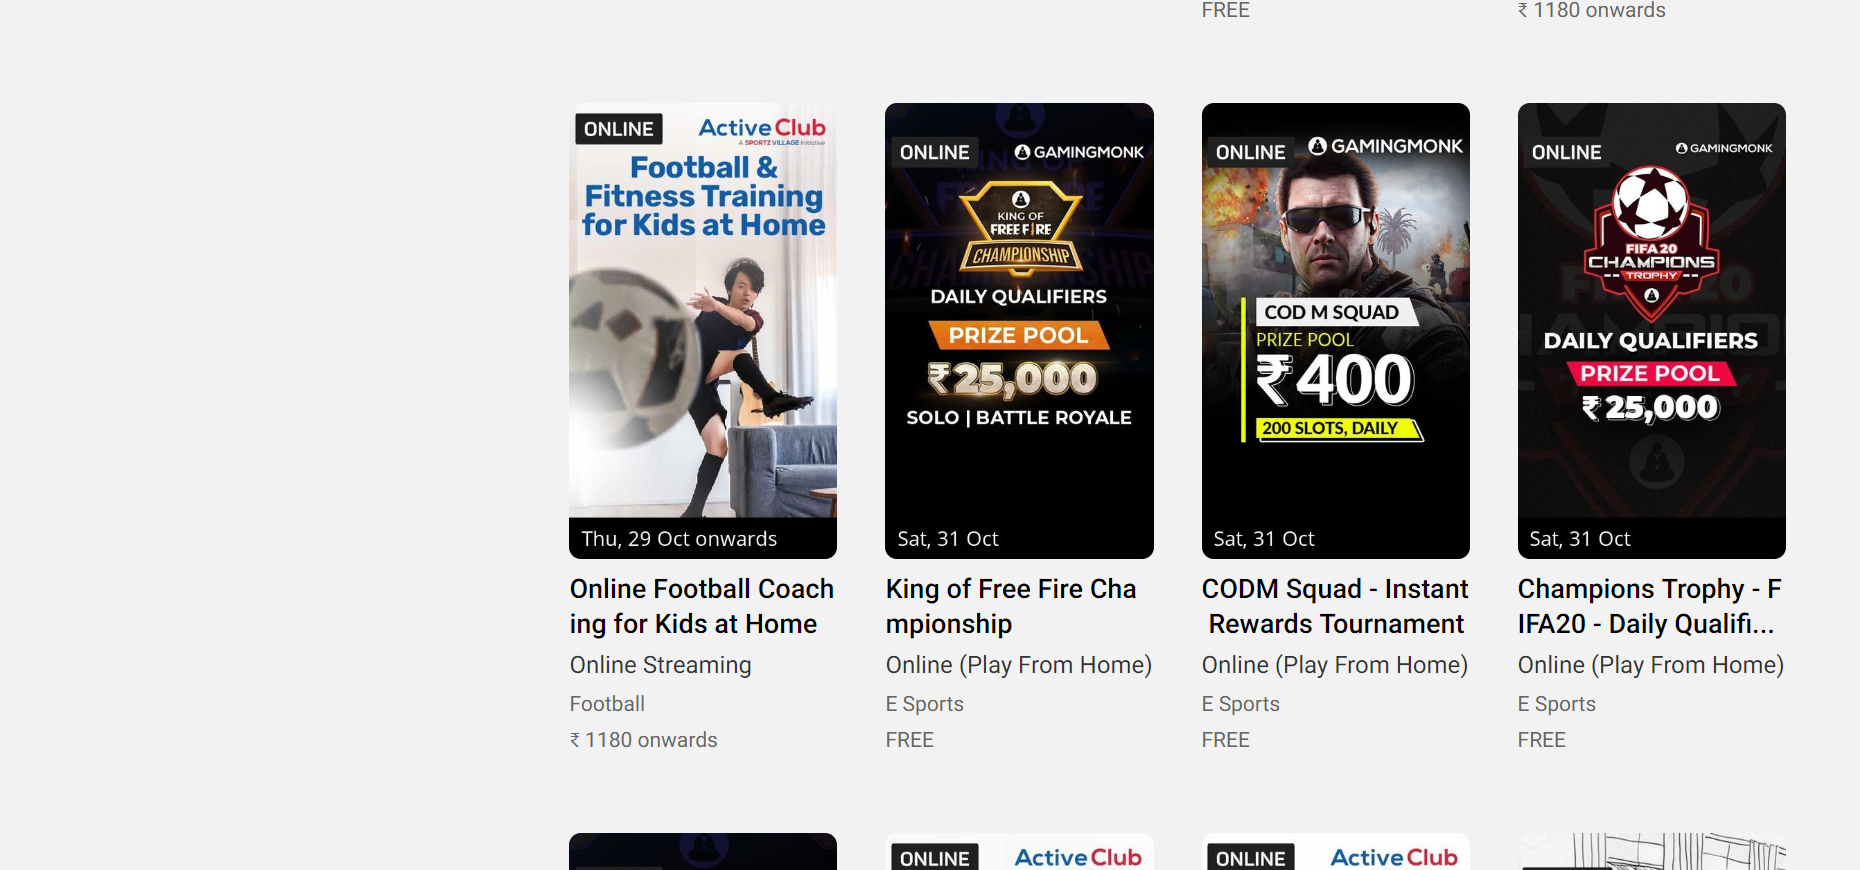 FREE
₹ 1180 onwards
ONLINE
Active Club
A SPORTZ VILLAGE Initiative
Football &
Fitness Training
for Kids at Home
Thu, 29 Oct onwards
Online Football Coach
ing for Kids at Home
Online Streaming
Football
₹ 1180 onwards
ONLINE
GAMINGMONK
KING OF
FREE FIRE
CHAMPIONSHIP
DAILY QUALIFIERS
PRIZE POOL
₹25,000
SOLO | BATTLE ROYALE
Sat, 31 Oct
King of Free Fire Cha
mpionship
Online (Play From Home)
E Sports
FREE
ONLINE
GAMINGMONK
COD M SQUAD
PRIZE POOL
₹400
200 SLOTS, DAILY
Sat, 31 Oct
CODM Squad - Instant
Rewards Tournament
Online (Play From Home)
E Sports
FREE
ONLINE
GAMINGMONK
FIFA 20
CHAMPIONS
TROPHY
DAILY QUALIFIERS
PRIZE POOL
₹25,000
Sat, 31 Oct
Champions Trophy - F
IFA20 - Daily Qualifi...
Online (Play From Home)
E Sports
FREE
ONLINE
Active Club
ONLINE
Active Club